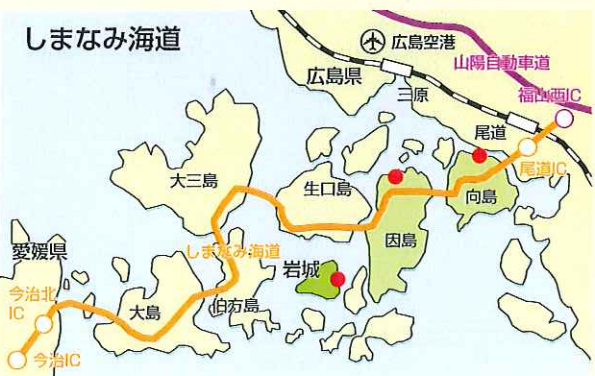 しまなみ海道
広島空港
山陽自動車道
広島県
三原
福山西IC
尾道
尾道IC
大三島
生口島
向島
因島
愛媛県
しまなみ海道
岩城
今治北
IC
大島
伯方島
今治IC